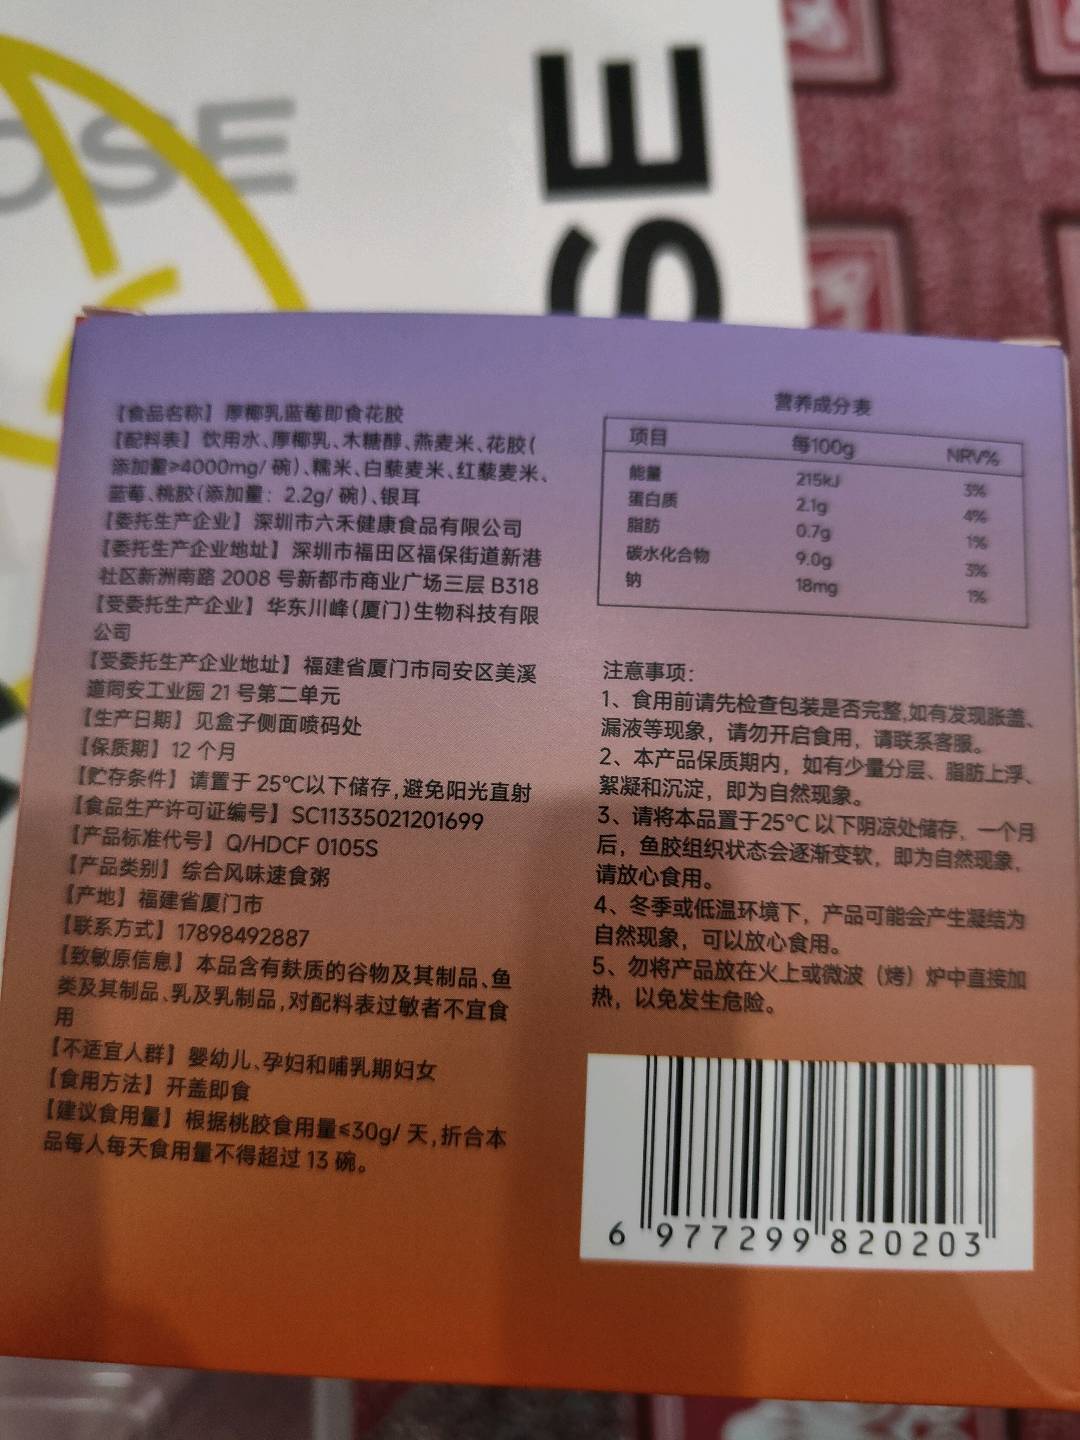 OSE
SE
【食品名称】厚椰乳蓝莓即食花胶
【配料表】饮用水、厚椰乳、木糖醇、燕麦米、花胶(
添加量≥4000mg/碗)、糯米、白藜麦米、红藜麦米、
蓝莓、桃胶(添加量：2.2g/碗)、银耳
【委托生产企业】深圳市六禾健康食品有限公司
【委托生产企业地址】深圳市福田区福保街道新港
社区新洲南路 2008 号新都市商业广场三层 B318
【受委托生产企业】华东川峰(厦门)生物科技有限
公司
【受委托生产企业地址】福建省厦门市同安区美溪
道同安工业园 21 号第二单元
【生产日期】见盒子侧面喷码处
【保质期】12 个月
【贮存条件】请置于 25℃以下储存,避免阳光直射
【食品生产许可证编号】SC11335021201699
【产品标准代号】Q/HDCF 0105S
【产品类别】综合风味速食粥
【产地】福建省厦门市
【联系方式】17898492887
【致敏原信息】本品含有麸质的谷物及其制品、鱼
类及其制品、乳及乳制品,对配料表过敏者不宜食
用
【不适宜人群】婴幼儿、孕妇和哺乳期妇女
【食用方法】开盖即食
【建议食用量】根据桃胶食用量≤30g/ 天,折合本
品每人每天食用量不得超过 13 碗。
营养成分表
项目 每100g NRV%
能量 215kJ 3%
蛋白质 2.1g 4%
脂肪 0.7g 1%
碳水化合物 9.0g 3%
钠 18mg 1%
注意事项：
1、食用前请先检查包装是否完整,如有发现胀盖、
漏液等现象，请勿开启食用，请联系客服。
2、本产品保质期内，如有少量分层、脂肪上浮、
絮凝和沉淀，即为自然现象。
3、请将本品置于25℃ 以下阴凉处储存，一个月
后，鱼胶组织状态会逐渐变软，即为自然现象，
请放心食用。
4、冬季或低温环境下，产品可能会产生凝结为
自然现象，可以放心食用。
5、勿将产品放在火上或微波（烤）炉中直接加
热，以免发生危险。
6 977299 820203